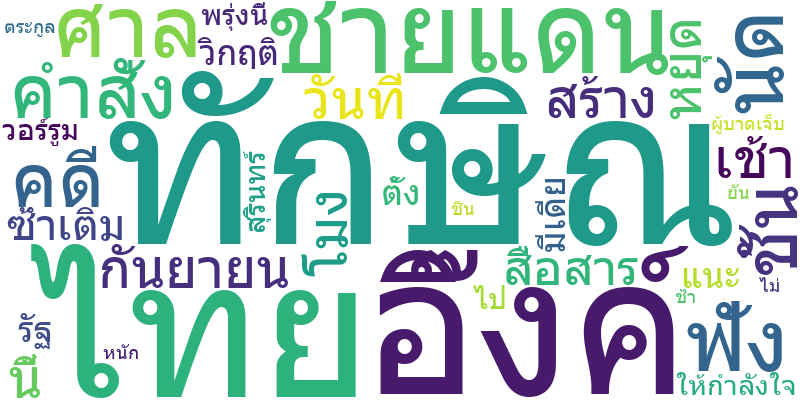 ตระกูล
ศาล
พรุ่งนี้
วิกฤติ
ชายแดน
หยุด
นัด
คำสั่ง
วันที่
สร้าง
วอร์รูม
ทักษิณ
ผู้บาดเจ็บ
เช้า
คดี
สุรินทร์
โมง
ตั้ง
ชิน
มีเดีย
ยัน
ซ้ำเติม
ชั้น
ไทย
กันยายน
อิ๊งค์
สื่อสาร
แนะ
ไม่
ไป
ช้า
รัฐ
หนัก
ฟัง
นี้
ให้กำลังใจ